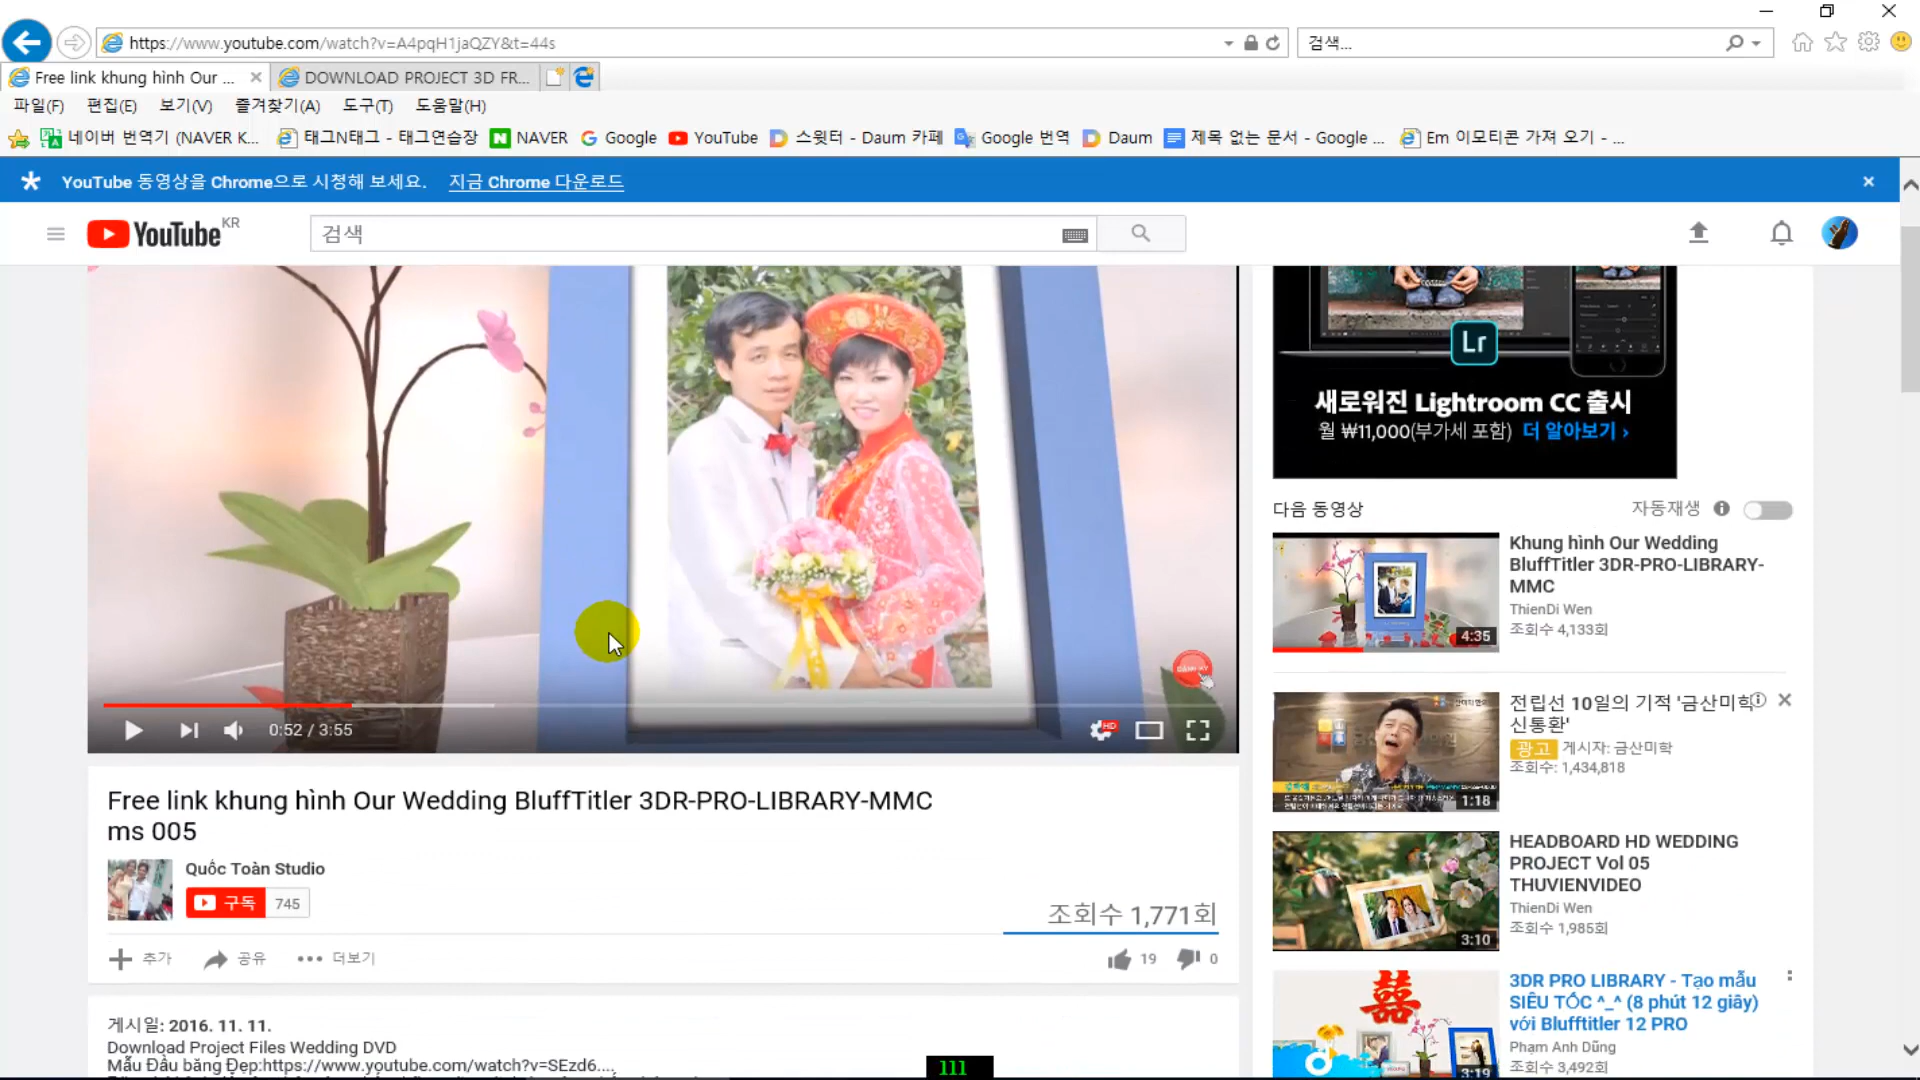 https://www.youtube.com/watch?v=A4pqH1jaQZY&t=44s
검색...
Free link khung hình Our ...
DOWNLOAD PROJECT 3D FR...
파일(F) 편집(E) 보기(V) 즐겨찾기(A) 도구(T) 도움말(H)
네이버 번역기 (NAVER K... 태그N태그 - 태그연습장 NAVER Google YouTube 스윗터 - Daum 카페 Google 번역 Daum 제목 없는 문서 - Google ... Em 이모티콘 가져 오기 - ...
YouTube 동영상을 Chrome으로 시청해 보세요. 지금 Chrome 다운로드
YouTube KR
검색
Lr
새로워진 Lightroom CC 출시
월 ₩11,000(부가세 포함) 더 알아보기 ›
0:52 / 3:55
HD
Free link khung hình Our Wedding BluffTitler 3DR-PRO-LIBRARY-MMC
ms 005
Quốc Toàn Studio
구독 745
조회수 1,771회
추가 공유 더보기
19 0
게시일: 2016. 11. 11.
Download Project Files Wedding DVD
Mẫu Đầu băng Đẹp:https://www.youtube.com/watch?v=SEzd6....
111
다음 동영상
자동재생
4:35
Khung hình Our Wedding
BluffTitler 3DR-PRO-LIBRARY-
MMC
ThienDi Wen
조회수 4,133회
1:18
전립선 10일의 기적 '금산미학
신통환'
광고 게시자: 금산미학
조회수: 1,434,818
3:10
HEADBOARD HD WEDDING
PROJECT Vol 05
THUVIENVIDEO
ThienDi Wen
조회수 1,985회
囍
3:19
3DR PRO LIBRARY - Tạo mẫu
SIÊU TỐC ^_^ (8 phút 12 giây)
với Blufftitler 12 PRO
Phạm Anh Dũng
조회수 3,492회